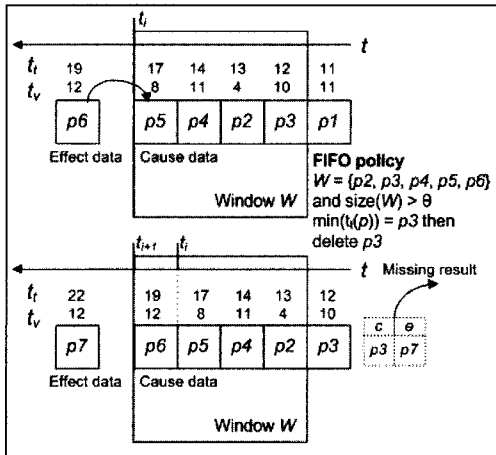 t_i
t
t_t 19 17 14 13 12 11
t_v 12 8 11 4 10 11
p6 p5 p4 p2 p3 p1
Effect data Cause data
Window W
FIFO policy
W = {p2, p3, p4, p5, p6}
and size(W) > θ
min(t_t(p)) = p3 then
delete p3
t_{i+1} t_i
t
Missing result
t_t 22 19 17 14 13 12
t_v 12 12 8 11 4 10
c e
p7 p6 p5 p4 p2 p3 p3 p7
Effect data Cause data
Window W